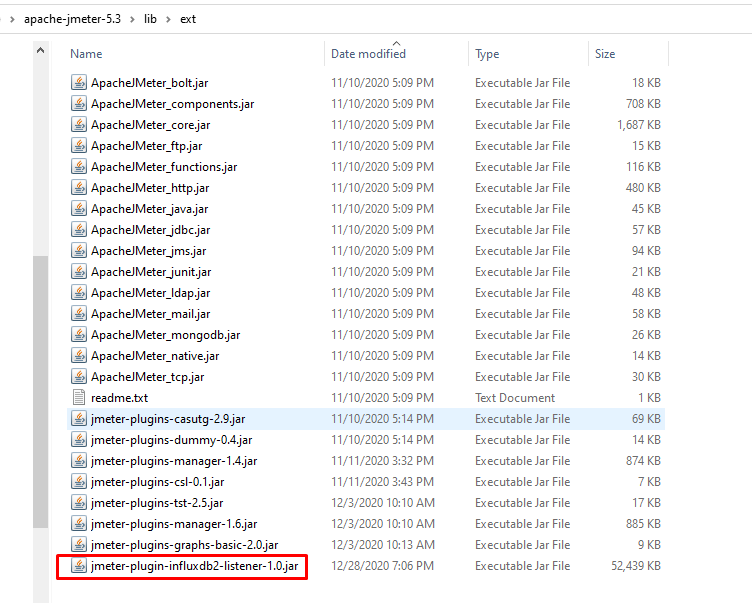 apache-jmeter-5.3 > lib > ext
Name Date modified Type Size
ApacheJMeter_bolt.jar 11/10/2020 5:09 PM Executable Jar File 18 KB
ApacheJMeter_components.jar 11/10/2020 5:09 PM Executable Jar File 708 KB
ApacheJMeter_core.jar 11/10/2020 5:09 PM Executable Jar File 1,687 KB
ApacheJMeter_ftp.jar 11/10/2020 5:09 PM Executable Jar File 15 KB
ApacheJMeter_functions.jar 11/10/2020 5:09 PM Executable Jar File 116 KB
ApacheJMeter_http.jar 11/10/2020 5:09 PM Executable Jar File 480 KB
ApacheJMeter_java.jar 11/10/2020 5:09 PM Executable Jar File 45 KB
ApacheJMeter_jdbc.jar 11/10/2020 5:09 PM Executable Jar File 57 KB
ApacheJMeter_jms.jar 11/10/2020 5:09 PM Executable Jar File 94 KB
ApacheJMeter_junit.jar 11/10/2020 5:09 PM Executable Jar File 21 KB
ApacheJMeter_ldap.jar 11/10/2020 5:09 PM Executable Jar File 48 KB
ApacheJMeter_mail.jar 11/10/2020 5:09 PM Executable Jar File 58 KB
ApacheJMeter_mongodb.jar 11/10/2020 5:09 PM Executable Jar File 26 KB
ApacheJMeter_native.jar 11/10/2020 5:09 PM Executable Jar File 14 KB
ApacheJMeter_tcp.jar 11/10/2020 5:09 PM Executable Jar File 30 KB
readme.txt 11/10/2020 5:09 PM Text Document 1 KB
jmeter-plugins-casutg-2.9.jar 11/10/2020 5:14 PM Executable Jar File 69 KB
jmeter-plugins-dummy-0.4.jar 11/10/2020 5:14 PM Executable Jar File 14 KB
jmeter-plugins-manager-1.4.jar 11/11/2020 3:32 PM Executable Jar File 874 KB
jmeter-plugins-csl-0.1.jar 11/11/2020 3:43 PM Executable Jar File 7 KB
jmeter-plugins-tst-2.5.jar 12/3/2020 10:10 AM Executable Jar File 17 KB
jmeter-plugins-manager-1.6.jar 12/3/2020 10:10 AM Executable Jar File 885 KB
jmeter-plugins-graphs-basic-2.0.jar 12/3/2020 10:13 AM Executable Jar File 9 KB
jmeter-plugin-influxdb2-listener-1.0.jar 12/28/2020 7:06 PM Executable Jar File 52,439 KB